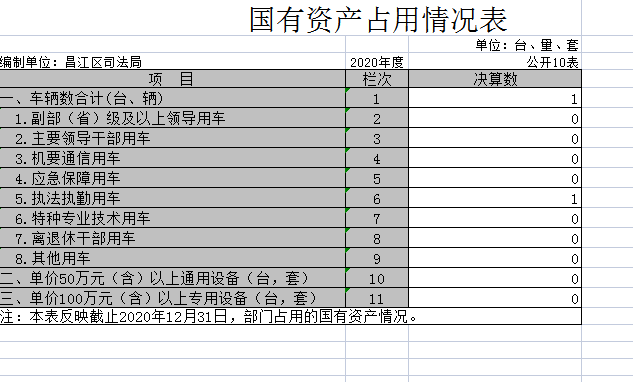 国有资产占用情况表
单位：台、量、套
编制单位：昌江区司法局 2020年度 公开10表
项 目 栏次 决算数
一、车辆数合计(台、辆) 1 1
1.副部（省）级及以上领导用车 2 0
2.主要领导干部用车 3 0
3.机要通信用车 4 0
4.应急保障用车 5 0
5.执法执勤用车 6 1
6.特种专业技术用车 7 0
7.离退休干部用车 8 0
8.其他用车 9 0
二、单价50万元（含）以上通用设备（台，套） 10 0
三、单价100万元（含）以上专用设备（台，套） 11 0
注：本表反映截止2020年12月31日，部门占用的国有资产情况。